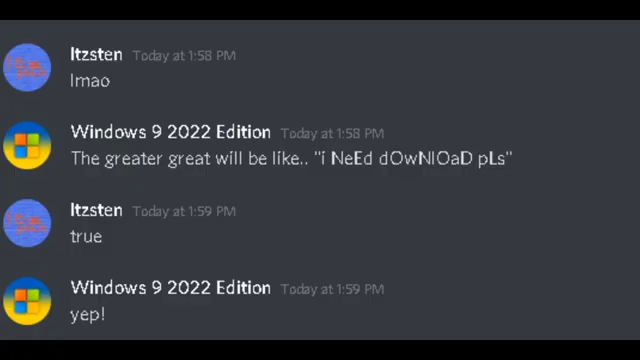 Itzsten Today at 1:58 PM
lmao
Windows 9 2022 Edition Today at 1:58 PM
The greater great will be like.. "i NeEd dOwNlOaD pLs"
Itzsten Today at 1:59 PM
true
Windows 9 2022 Edition Today at 1:59 PM
yep!